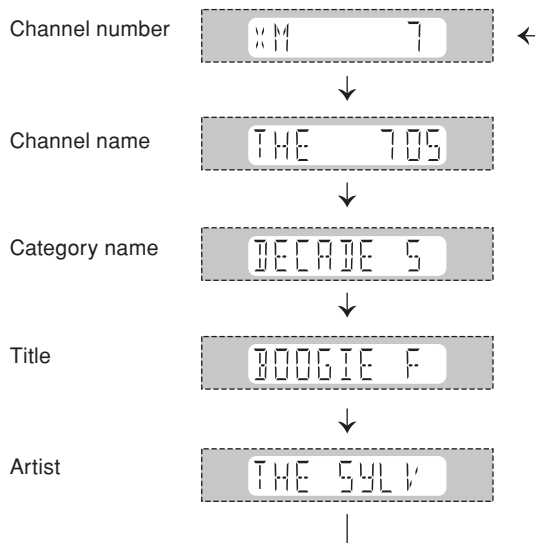 Channel number
XM 7
Channel name
THE 70S
Category name
DECADE S
Title
BOOGIE F
Artist
THE SYLV